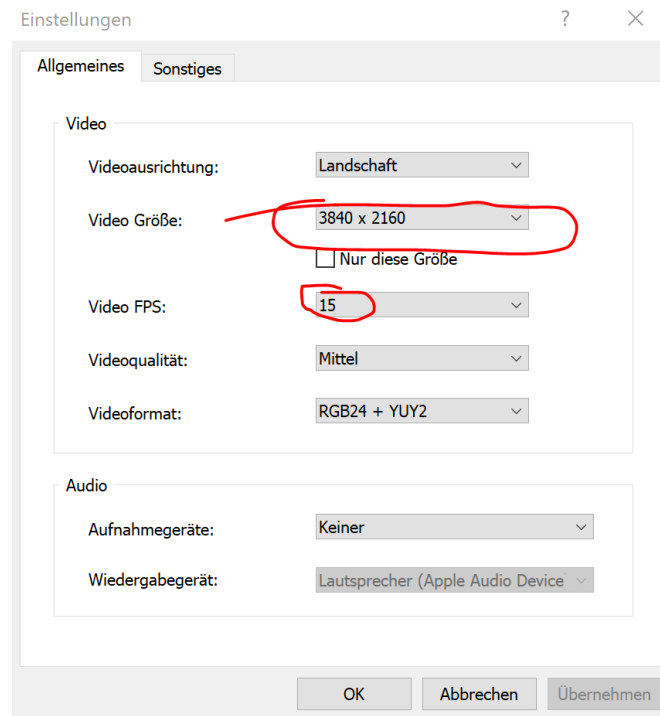 Einstellungen ?
Allgemeines Sonstiges
Video
Videoausrichtung: Landschaft
Video Größe: 3840 x 2160
Nur diese Größe
Video FPS: 15
Videoqualität: Mittel
Videoformat: RGB24 + YUY2
Audio
Aufnahmegeräte: Keiner
Wiedergabegerät: Lautsprecher (Apple Audio Device
OK Abbrechen Übernehmen